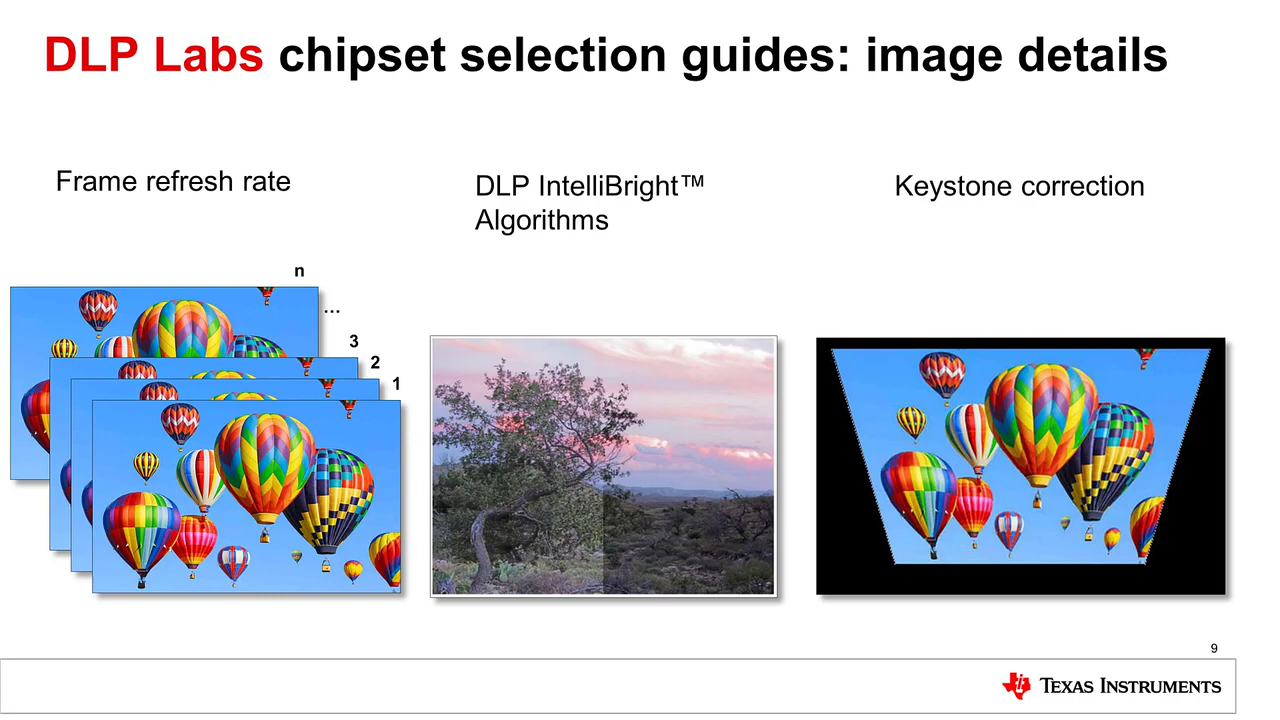 DLP Labs chipset selection guides: image details
Frame refresh rate
DLP IntelliBright™
Algorithms
Keystone correction
n
...
3
2
1
9
TEXAS INSTRUMENTS